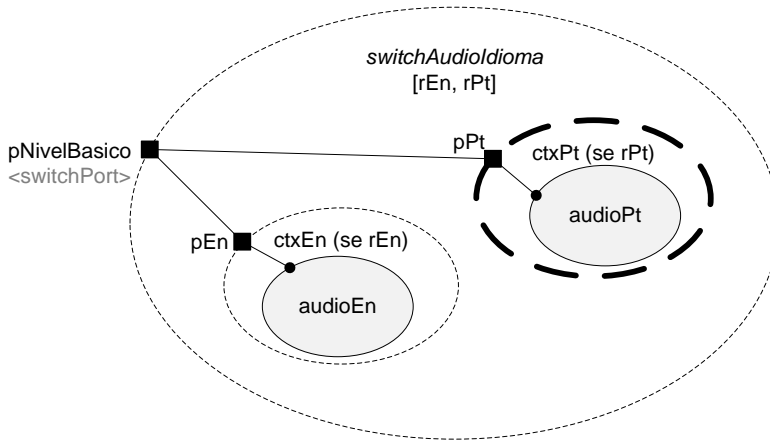 switchAudioIdioma
[rEn, rPt]
pNivelBasico
<switchPort>
pPt
ctxPt (se rPt)
audioPt
pEn
ctxEn (se rEn)
audioEn